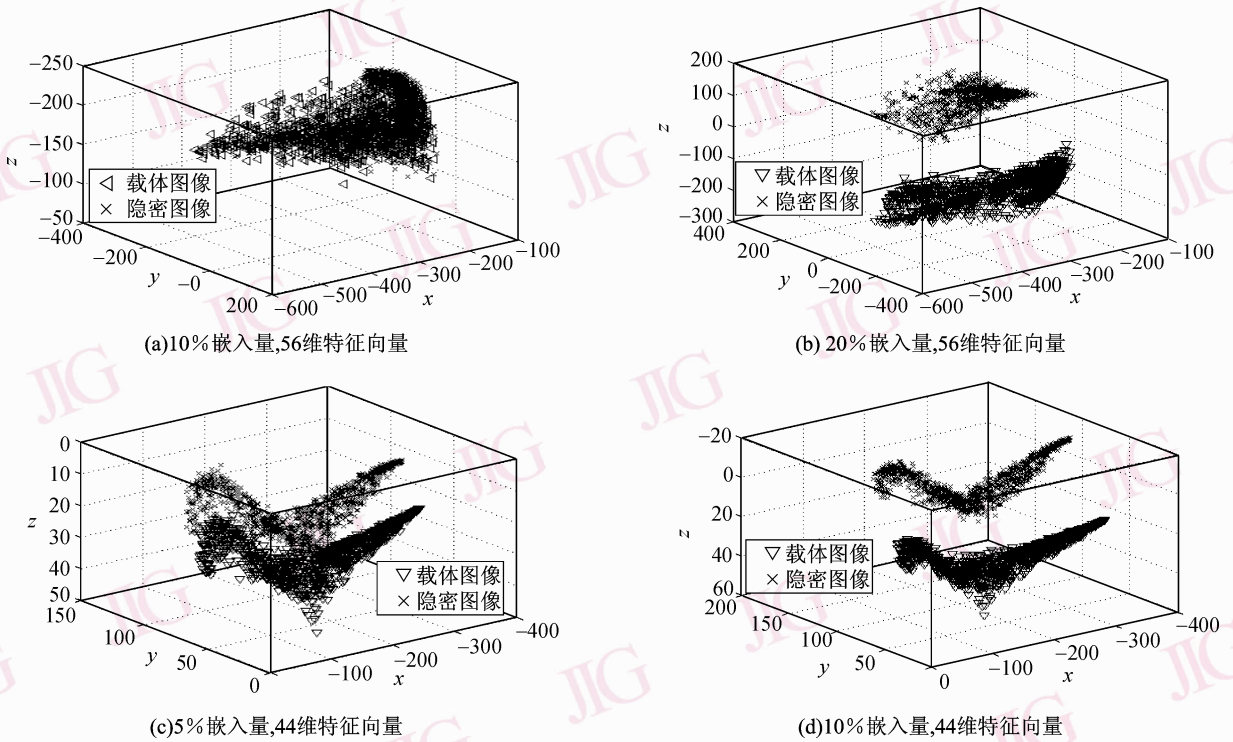 −250
−200
−150
−100
−50
z
−400
−200
−0
200
y
−600
−500
−400
−300
−200
−100
x
载体图像
隐密图像
(a)10%嵌入量,56维特征向量
200
100
0
−100
−200
−300
z
400
200
0
−200
−400
y
−600
−500
−400
−300
−200
−100
x
载体图像
隐密图像
(b) 20%嵌入量,56维特征向量
0
10
20
30
40
50
z
150
100
50
0
y
−100
−200
−300
−400
x
载体图像
隐密图像
(c)5%嵌入量,44维特征向量
−20
0
20
40
60
z
200
150
100
50
0
y
−100
−200
−300
−400
x
载体图像
隐密图像
(d)10%嵌入量,44维特征向量
JIG